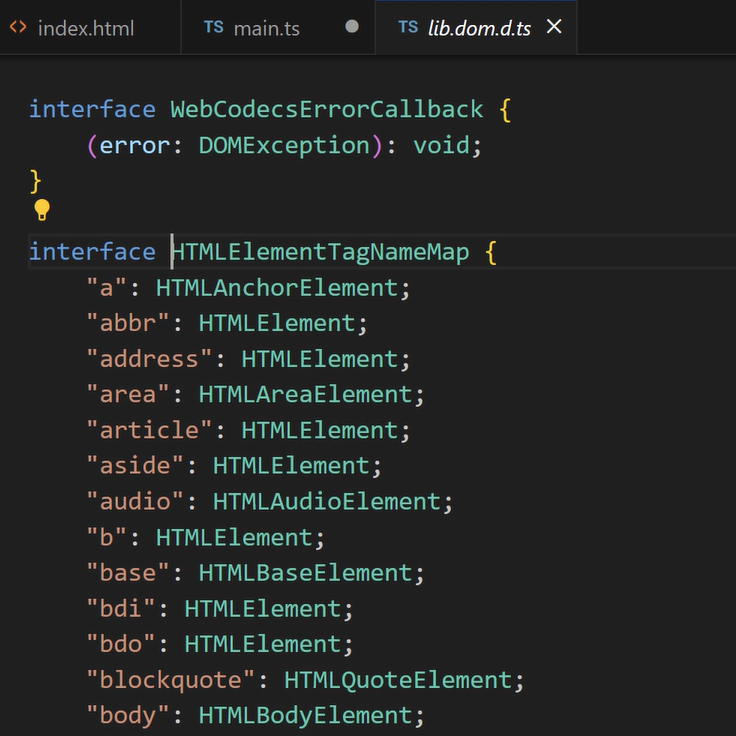 <> index.html TS main.ts TS lib.dom.d.ts
interface WebCodecsErrorCallback {
    (error: DOMException): void;
}
interface HTMLElementTagNameMap {
    "a": HTMLAnchorElement;
    "abbr": HTMLElement;
    "address": HTMLElement;
    "area": HTMLAreaElement;
    "article": HTMLElement;
    "aside": HTMLElement;
    "audio": HTMLAudioElement;
    "b": HTMLElement;
    "base": HTMLBaseElement;
    "bdi": HTMLElement;
    "bdo": HTMLElement;
    "blockquote": HTMLQuoteElement;
    "body": HTMLBodyElement;